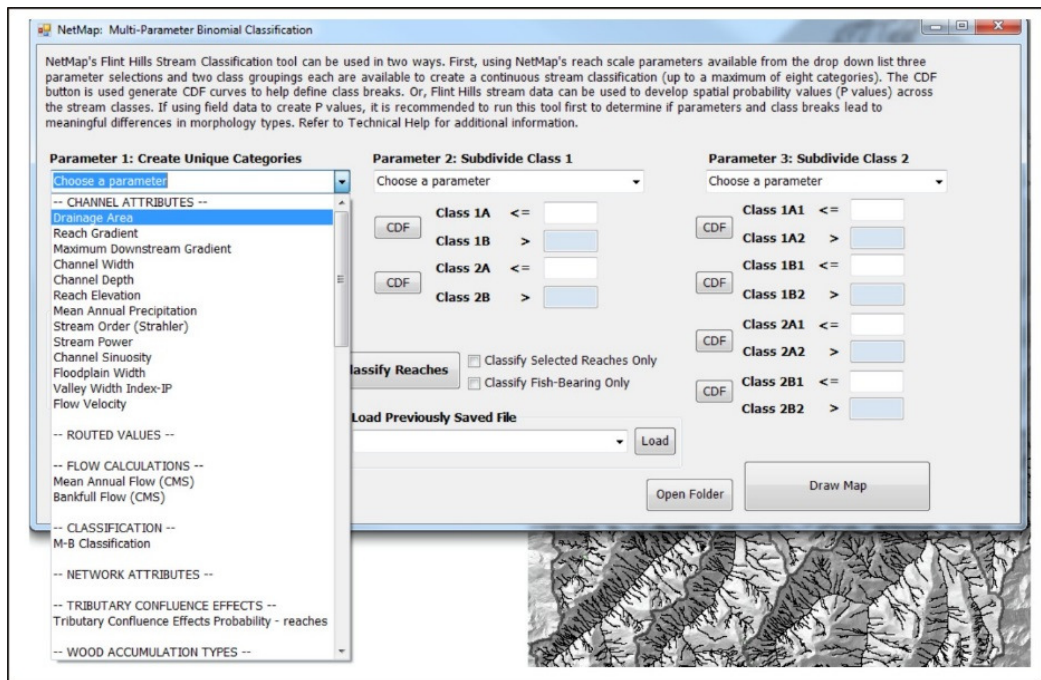 NetMap: Multi-Parameter Binomial Classification
NetMap's Flint Hills Stream Classification tool can be used in two ways. First, using NetMap's reach scale parameters available from the drop down list three
parameter selections and two class groupings each are available to create a continuous stream classification (up to a maximum of eight categories). The CDF
button is used generate CDF curves to help define class breaks. Or, Flint Hills stream data can be used to develop spatial probability values (P values) across
the stream classes. If using field data to create P values, it is recommended to run this tool first to determine if parameters and class breaks lead to
meaningful differences in morphology types. Refer to Technical Help for additional information.
Parameter 1: Create Unique Categories
Choose a parameter
-- CHANNEL ATTRIBUTES --
Drainage Area
Reach Gradient
Maximum Downstream Gradient
Channel Width
Channel Depth
Reach Elevation
Mean Annual Precipitation
Stream Order (Strahler)
Stream Power
Channel Sinuosity
Floodplain Width
Valley Width Index-IP
Flow Velocity
-- ROUTED VALUES --
-- FLOW CALCULATIONS --
Mean Annual Flow (CMS)
Bankfull Flow (CMS)
-- CLASSIFICATION --
M-B Classification
-- NETWORK ATTRIBUTES --
-- TRIBUTARY CONFLUENCE EFFECTS --
Tributary Confluence Effects Probability - reaches
-- WOOD ACCUMULATION TYPES --
Parameter 2: Subdivide Class 1
Choose a parameter
CDF
Class 1A <=
Class 1B >
CDF
Class 2A <=
Class 2B >
lassify Reaches
Classify Selected Reaches Only
Classify Fish-Bearing Only
Load Previously Saved File
Load
Open Folder
Parameter 3: Subdivide Class 2
Choose a parameter
CDF
Class 1A1 <=
Class 1A2 >
CDF
Class 1B1 <=
Class 1B2 >
CDF
Class 2A1 <=
Class 2A2 >
CDF
Class 2B1 <=
Class 2B2 >
Draw Map